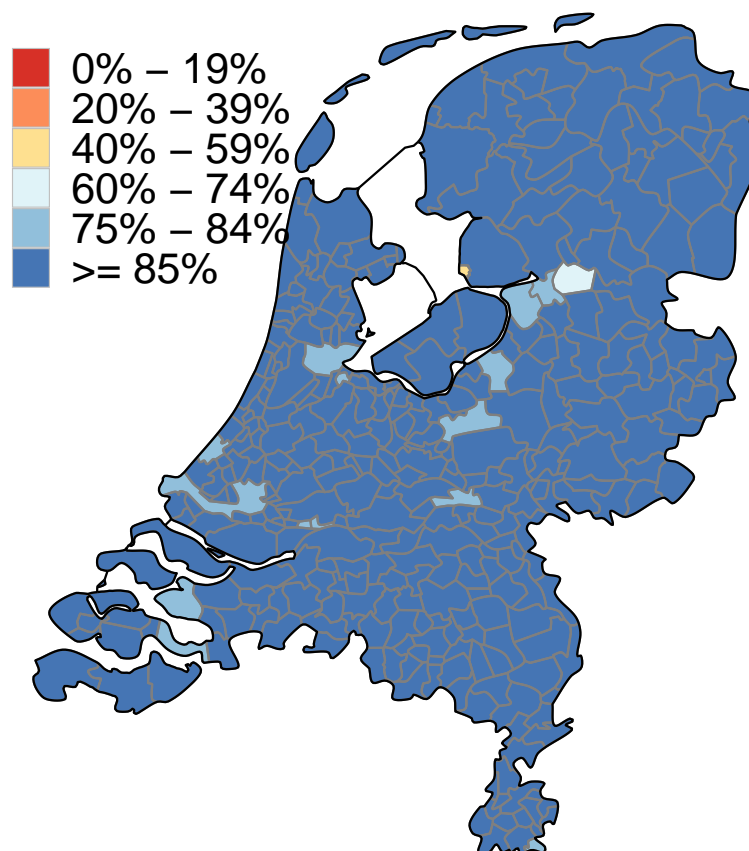 0% – 19%
20% – 39%
40% – 59%
60% – 74%
75% – 84%
>= 85%